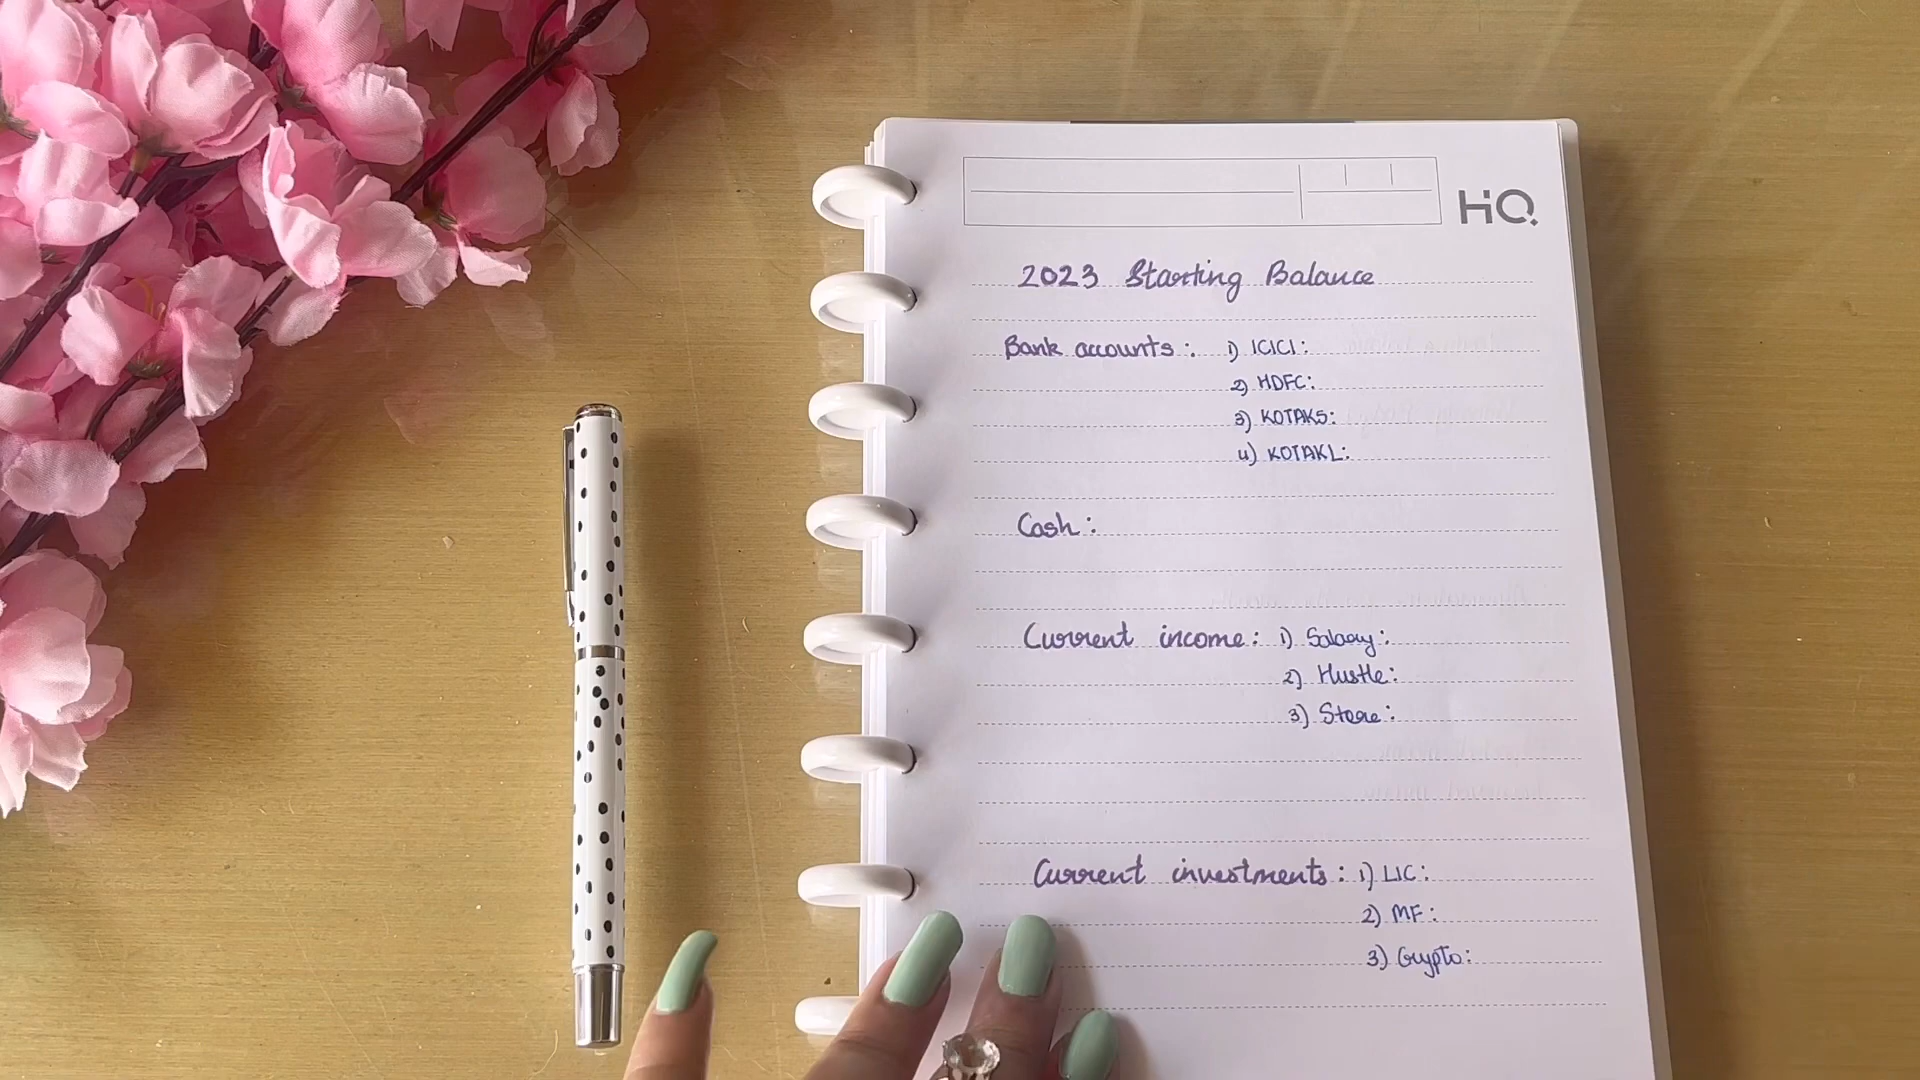 HQ
2023 Starting Balance
Bank accounts: 1) ICICI:
2) HDFC:
3) KOTAKS:
4) KOTAKL:
Cash:
Current income: 1) Salary:
2) Hustle:
3) Store:
Current investments: 1) LIC:
2) MF:
3) Crypto: